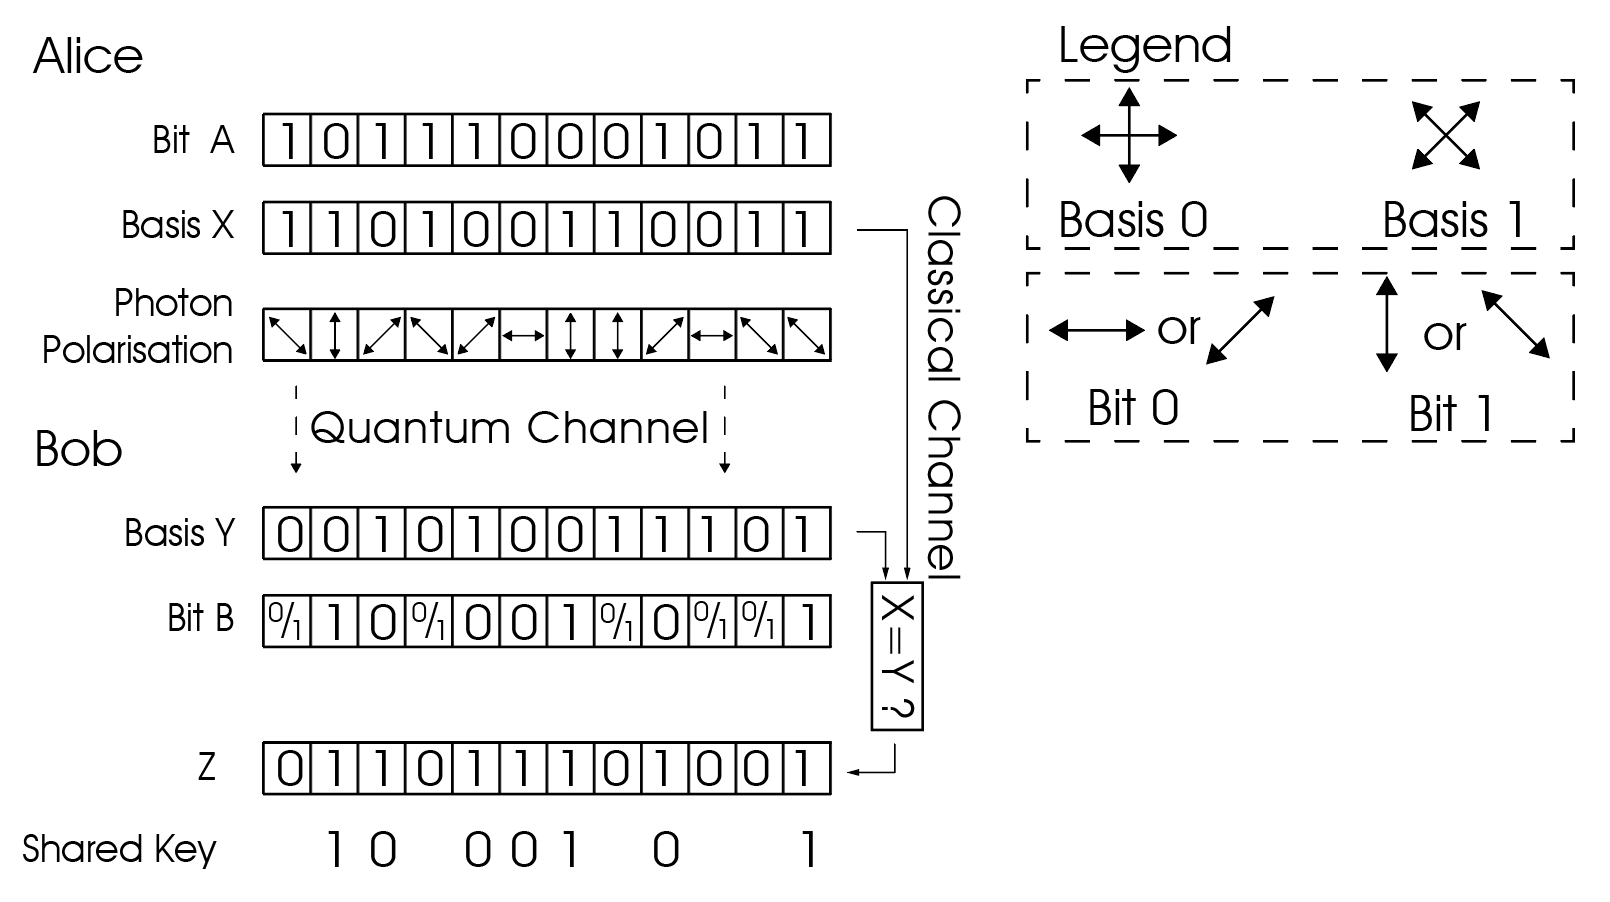 Alice
Bit A 1 0 1 1 1 0 0 0 1 0 1 1
Basis X 1 1 0 1 0 0 1 1 0 0 1 1
Photon
Polarisation
Quantum Channel
Bob
Basis Y 0 0 1 0 1 0 0 1 1 1 0 1
Bit B 0/1 1 0 0/1 0 0 1 0/1 0 0/1 0/1 1
Z 0 1 1 0 1 1 1 0 1 0 0 1
Shared Key 1 0 0 0 1 0 1
Classical Channel
X=Y?
Legend
Basis 0 Basis 1
or or
Bit 0 Bit 1